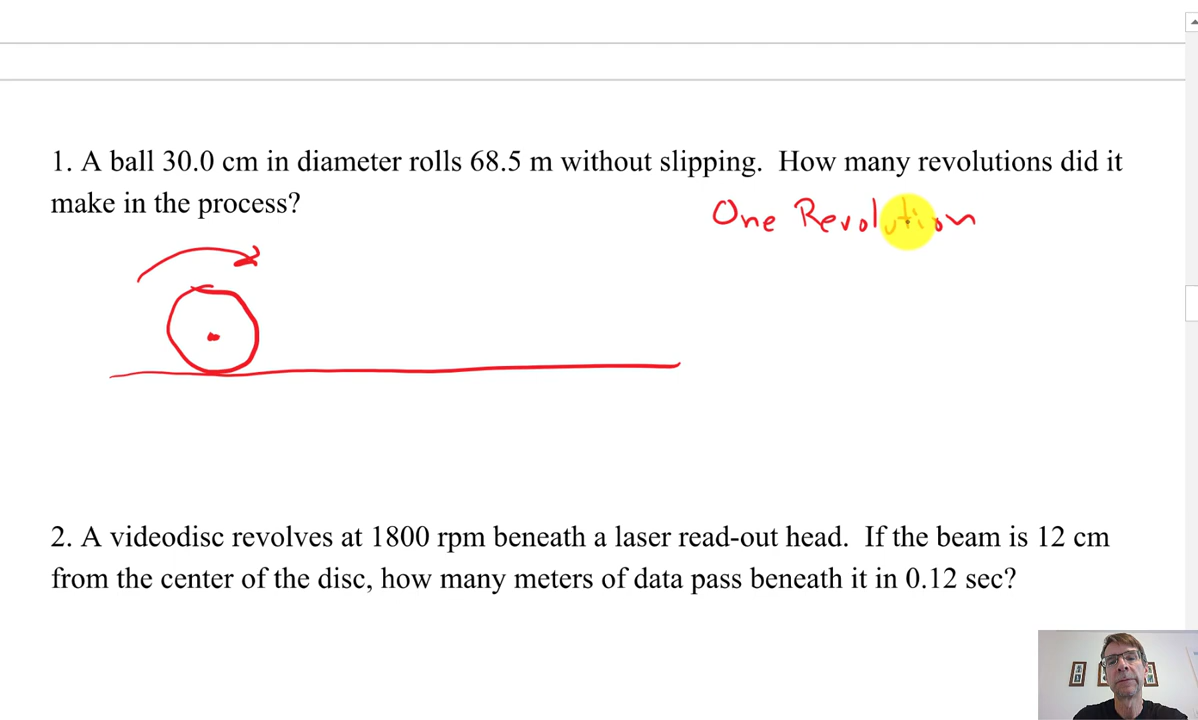 1. A ball 30.0 cm in diameter rolls 68.5 m without slipping. How many revolutions did it
make in the process?
One Revolution
2. A videodisc revolves at 1800 rpm beneath a laser read-out head. If the beam is 12 cm
from the center of the disc, how many meters of data pass beneath it in 0.12 sec?